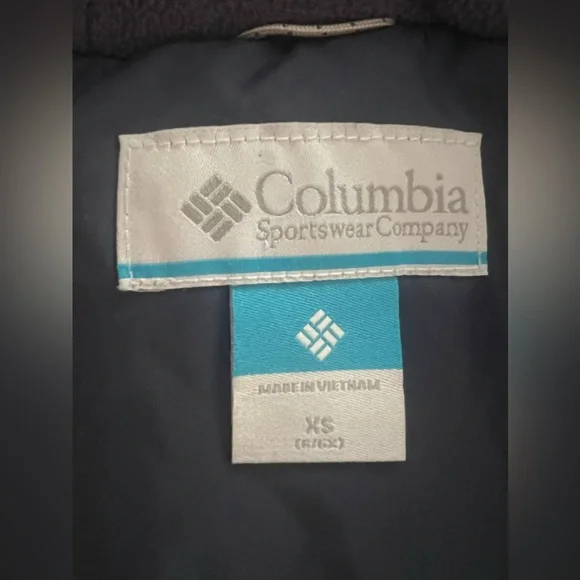 Columbia
Sportswear Company
MADE IN VIETNAM
XS
(6/6X)